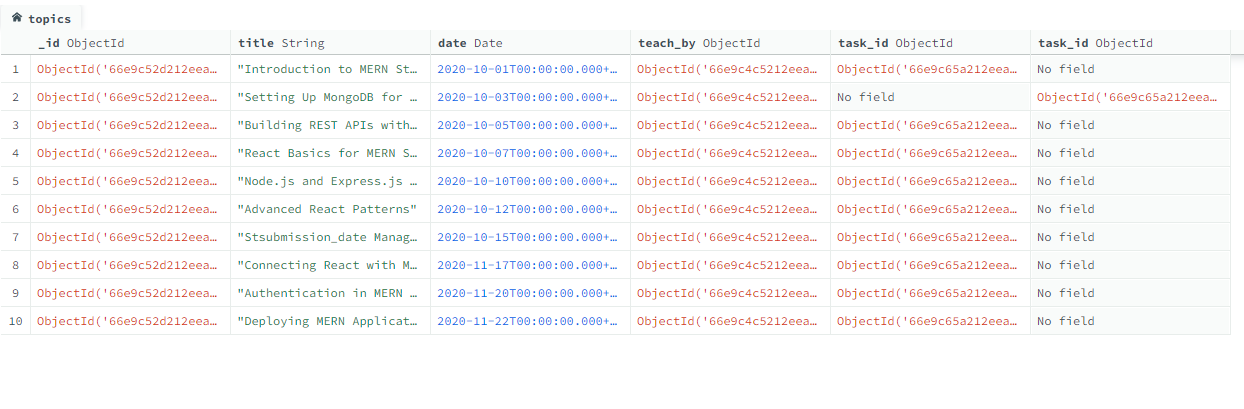 topics
_id ObjectId title String date Date teach_by ObjectId task_id ObjectId task_id ObjectId
1 ObjectId('66e9c52d212eea… "Introduction to MERN St… 2020-10-01T00:00:00.000+… ObjectId('66e9c4c5212eea… ObjectId('66e9c65a212eea… No field
2 ObjectId('66e9c52d212eea… "Setting Up MongoDB for … 2020-10-03T00:00:00.000+… ObjectId('66e9c4c5212eea… No field ObjectId('66e9c65a212eea…
3 ObjectId('66e9c52d212eea… "Building REST APIs with… 2020-10-05T00:00:00.000+… ObjectId('66e9c4c5212eea… ObjectId('66e9c65a212eea… No field
4 ObjectId('66e9c52d212eea… "React Basics for MERN S… 2020-10-07T00:00:00.000+… ObjectId('66e9c4c5212eea… ObjectId('66e9c65a212eea… No field
5 ObjectId('66e9c52d212eea… "Node.js and Express.js … 2020-10-10T00:00:00.000+… ObjectId('66e9c4c5212eea… ObjectId('66e9c65a212eea… No field
6 ObjectId('66e9c52d212eea… "Advanced React Patterns" 2020-10-12T00:00:00.000+… ObjectId('66e9c4c5212eea… ObjectId('66e9c65a212eea… No field
7 ObjectId('66e9c52d212eea… "Stsubmission_date Manag… 2020-10-15T00:00:00.000+… ObjectId('66e9c4c5212eea… ObjectId('66e9c65a212eea… No field
8 ObjectId('66e9c52d212eea… "Connecting React with M… 2020-11-17T00:00:00.000+… ObjectId('66e9c4c5212eea… ObjectId('66e9c65a212eea… No field
9 ObjectId('66e9c52d212eea… "Authentication in MERN … 2020-11-20T00:00:00.000+… ObjectId('66e9c4c5212eea… ObjectId('66e9c65a212eea… No field
10 ObjectId('66e9c52d212eea… "Deploying MERN Applicat… 2020-11-22T00:00:00.000+… ObjectId('66e9c4c5212eea… ObjectId('66e9c65a212eea… No field